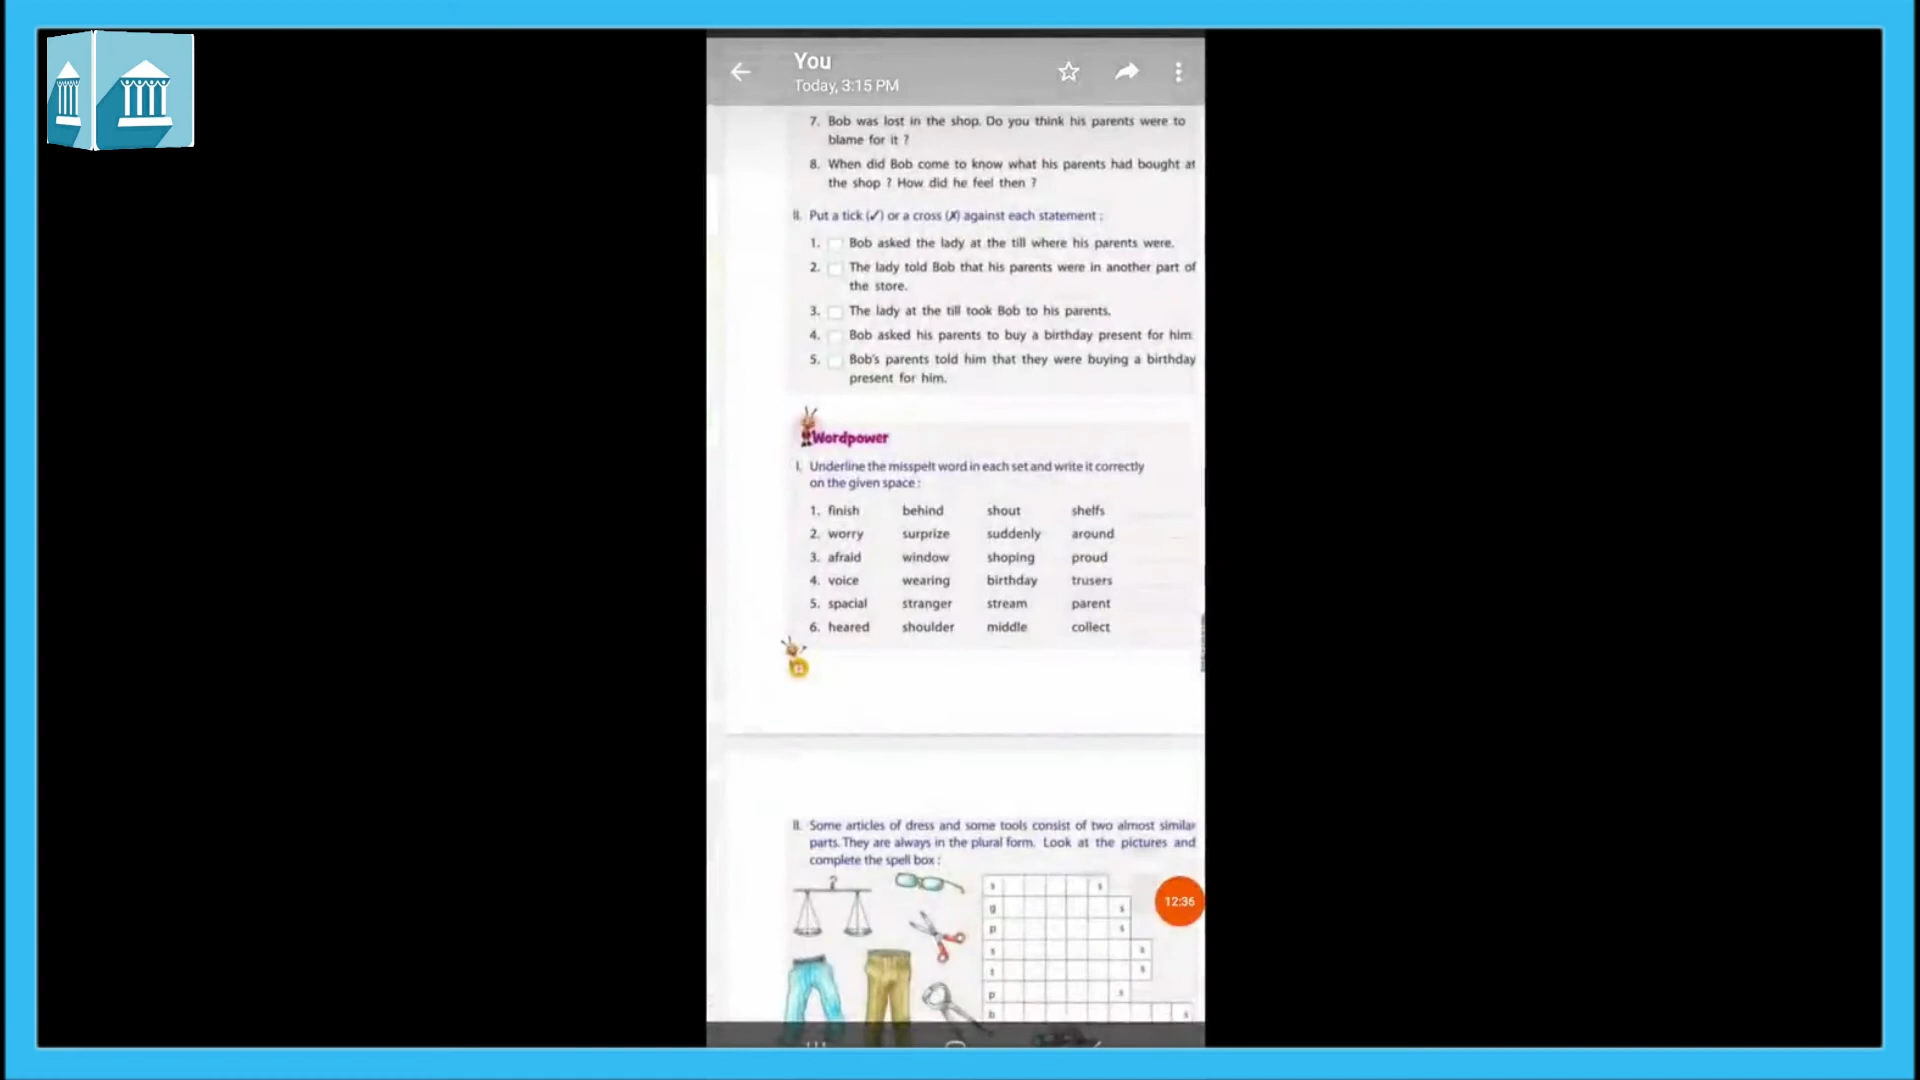 You
Today, 3:15 PM
7. Bob was lost in the shop. Do you think his parents were to
blame for it ?
8. When did Bob come to know what his parents had bought at
the shop ? How did he feel then ?
II. Put a tick (✓) or a cross (✗) against each statement :
1. Bob asked the lady at the till where his parents were.
2. The lady told Bob that his parents were in another part of
the store.
3. The lady at the till took Bob to his parents.
4. Bob asked his parents to buy a birthday present for him.
5. Bob's parents told him that they were buying a birthday
present for him.
Wordpower
I. Underline the misspelt word in each set and write it correctly
on the given space :
1. finish behind shout shelfs
2. worry surprize suddenly around
3. afraid window shoping proud
4. voice wearing birthday trusers
5. spacial stranger stream parent
6. heared shoulder middle collect
II. Some articles of dress and some tools consist of two almost similar
parts. They are always in the plural form. Look at the pictures and
complete the spell box :
s s
g s
p s
s s
t s
p s
b s
12:36